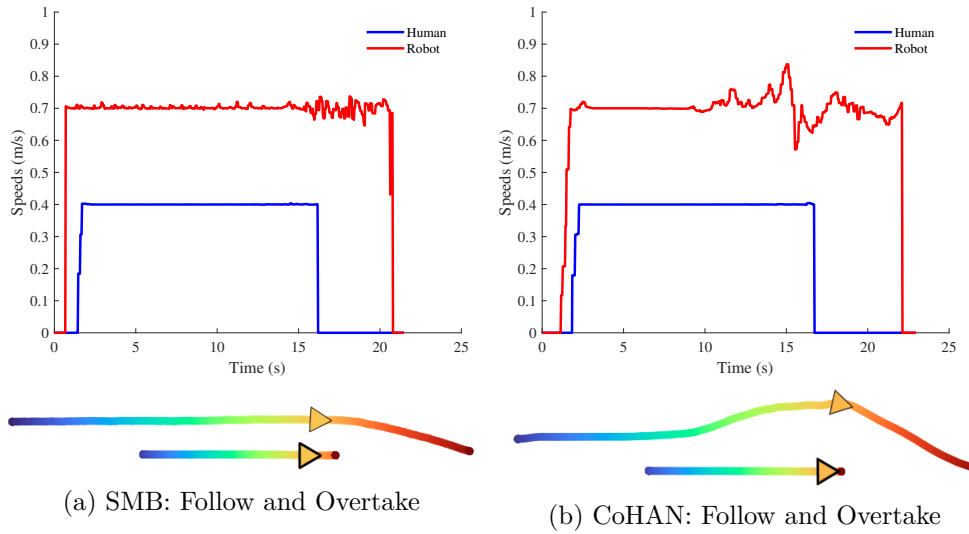 1
0.9
0.8
0.7
0.6
0.5
0.4
0.3
0.2
0.1
0
Speeds (m/s)
Human
Robot
0 5 10 15 20 25
Time (s)
(a) SMB: Follow and Overtake
1
0.9
0.8
0.7
0.6
0.5
0.4
0.3
0.2
0.1
0
Speeds (m/s)
Human
Robot
0 5 10 15 20 25
Time (s)
(b) CoHAN: Follow and Overtake